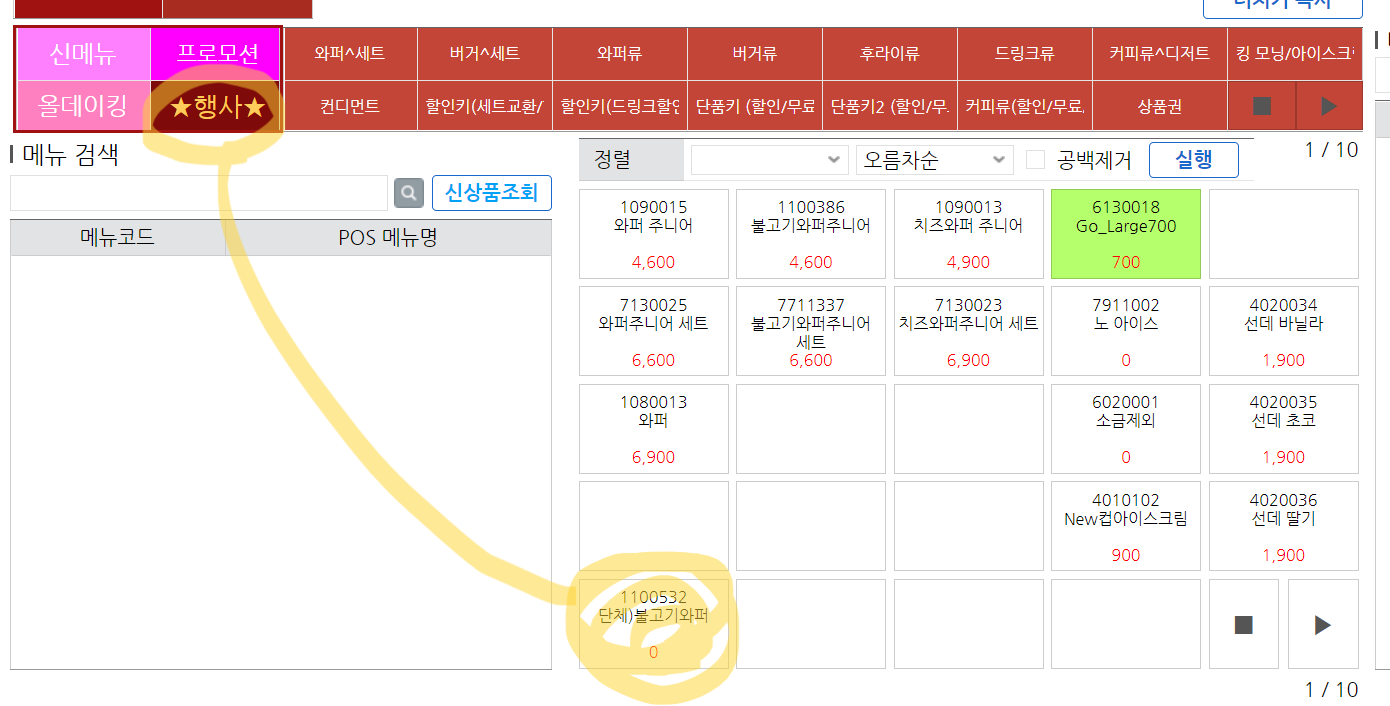 신메뉴 프로모션 와퍼^세트 버거^세트 와퍼류 버거류 후라이류 드링크류 커피류^디저트 킹 모닝/아이스크
올데이킹 ★행사★ 컨디먼트 할인키(세트교환/ 할인키(드링크할인 단품키 (할인/무료 단품키2 (할인/무. 커피류(할인/무료, 상품권
메뉴 검색
신상품조회
메뉴코드 POS 메뉴명
정렬 오름차순 공백제거 실행 1 / 10
1090015
와퍼 주니어
4,600
1100386
불고기와퍼주니어
4,600
1090013
치즈와퍼 주니어
4,900
6130018
Go_Large700
700
7130025
와퍼주니어 세트
6,600
7711337
불고기와퍼주니어
세트
6,600
7130023
치즈와퍼주니어 세트
6,900
7911002
노 아이스
0
4020034
선데 바닐라
1,900
1080013
와퍼
6,900
6020001
소금제외
0
4020035
선데 초코
1,900
4010102
New컵아이스크림
900
4020036
선데 딸기
1,900
1100532
단체)불고기와퍼
0
1 / 10